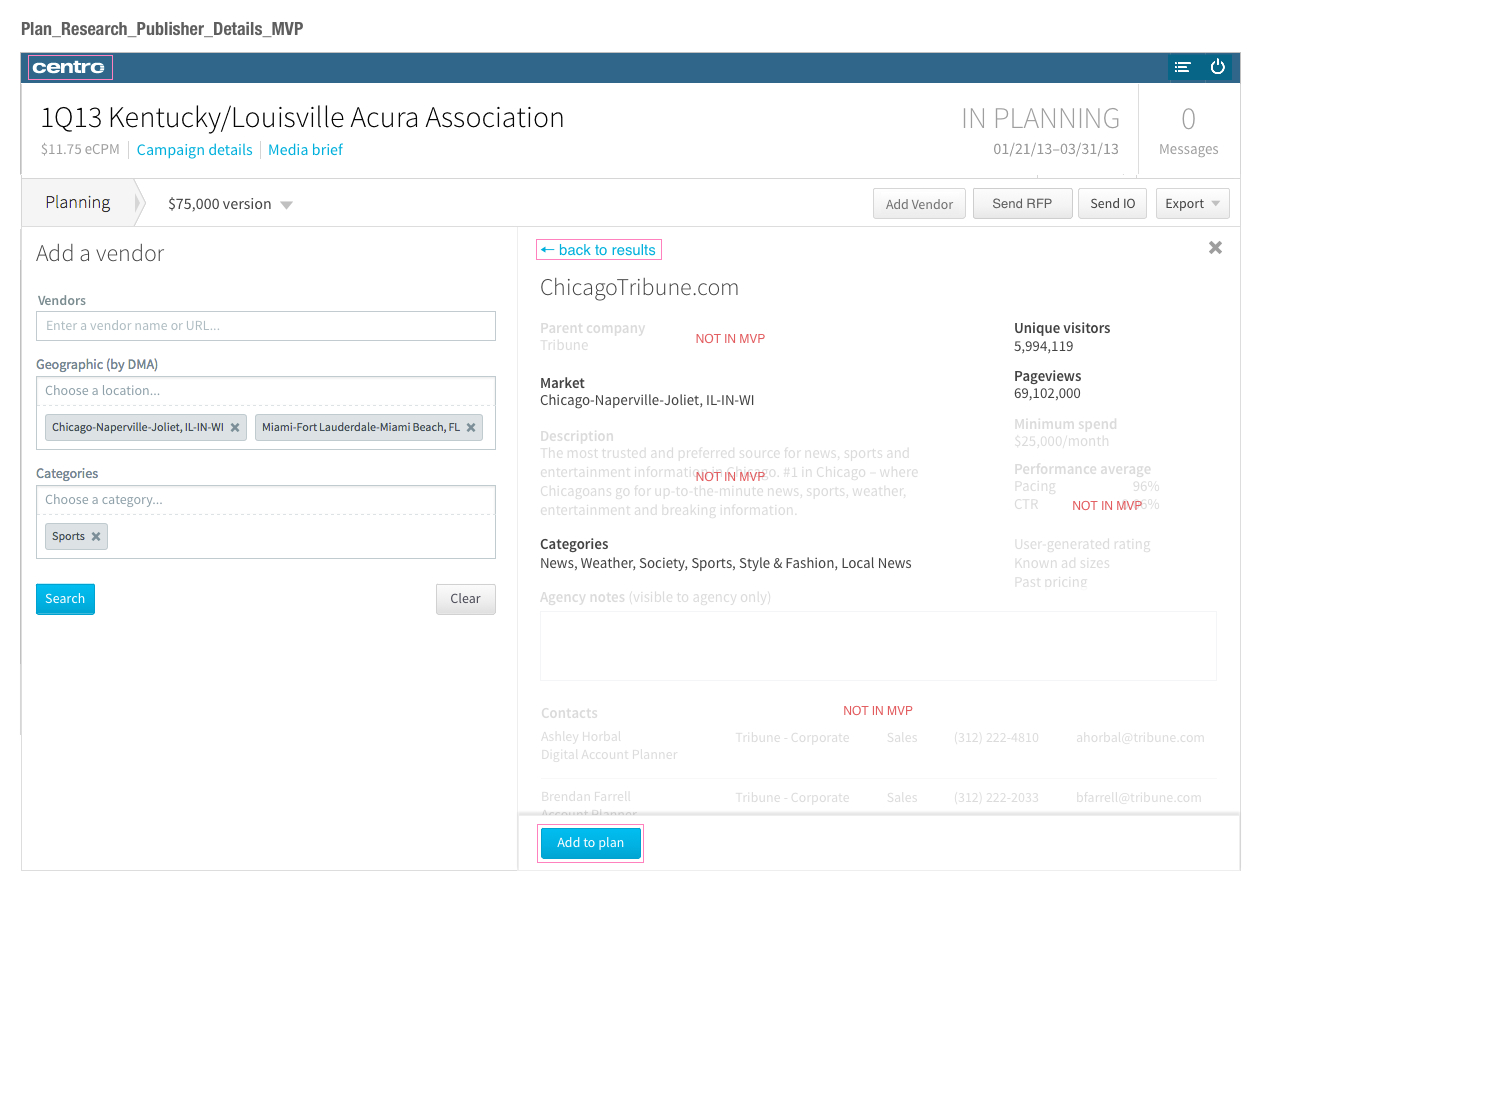 Plan_Research_Publisher_Details_MVP
centro
1Q13 Kentucky/Louisville Acura Association
IN PLANNING
0
$11.75 eCPM
Campaign details
Media brief
01/21/13–03/31/13
Messages
Planning
$75,000 version
Add Vendor
Send RFP
Send IO
Export
Add a vendor
Vendors
Enter a vendor name or URL...
Geographic (by DMA)
Choose a location...
Chicago-Naperville-Joliet, IL-IN-WI
Miami-Fort Lauderdale-Miami Beach, FL
Categories
Choose a category...
Sports
Search
Clear
← back to results
ChicagoTribune.com
Parent company
Tribune
NOT IN MVP
Market
Chicago-Naperville-Joliet, IL-IN-WI
Description
The most trusted and preferred source for news, sports and
entertainment information in Chicago. #1 in Chicago – where
NOT IN MVP
Chicagoans go for up-to-the-minute news, sports, weather,
entertainment and breaking information.
Categories
News, Weather, Society, Sports, Style & Fashion, Local News
Unique visitors
5,994,119
Pageviews
69,102,000
Minimum spend
$25,000/month
Performance average
Pacing 96%
CTR 6%
NOT IN MVP
User-generated rating
Known ad sizes
Past pricing
Agency notes (visible to agency only)
Contacts
NOT IN MVP
Ashley Horbal
Digital Account Planner
Tribune - Corporate
Sales
(312) 222-4810
ahorbal@tribune.com
Brendan Farrell
Account Planner
Tribune - Corporate
Sales
(312) 222-2033
bfarrell@tribune.com
Add to plan